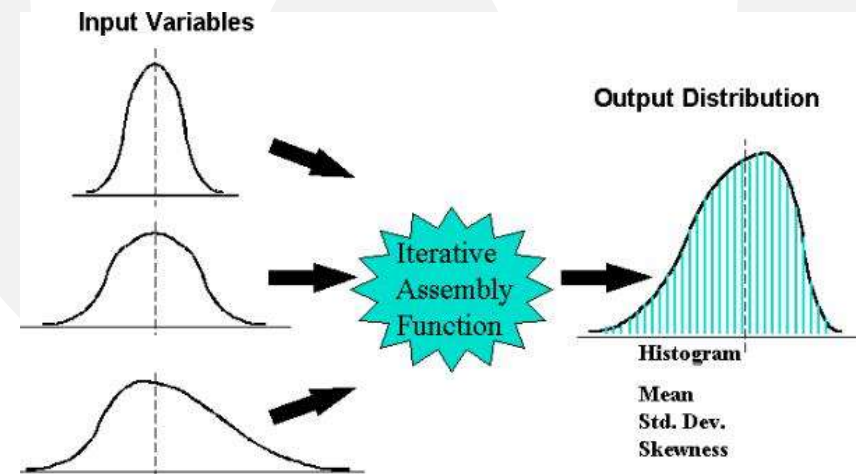 Input Variables
Output Distribution
Iterative
Assembly
Function
Histogram
Mean
Std. Dev.
Skewness